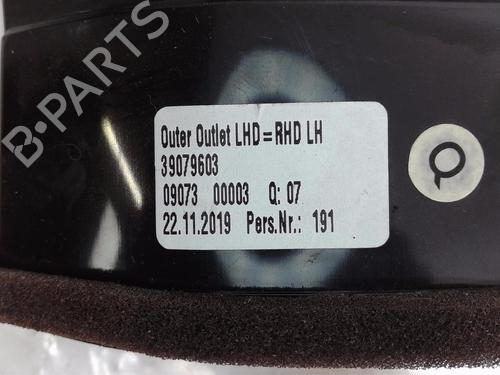 B-PARTS
Outer Outlet LHD=RHD LH
39079603
09073 00003 Q: 07
22.11.2019 Pers.Nr.: 191
Q